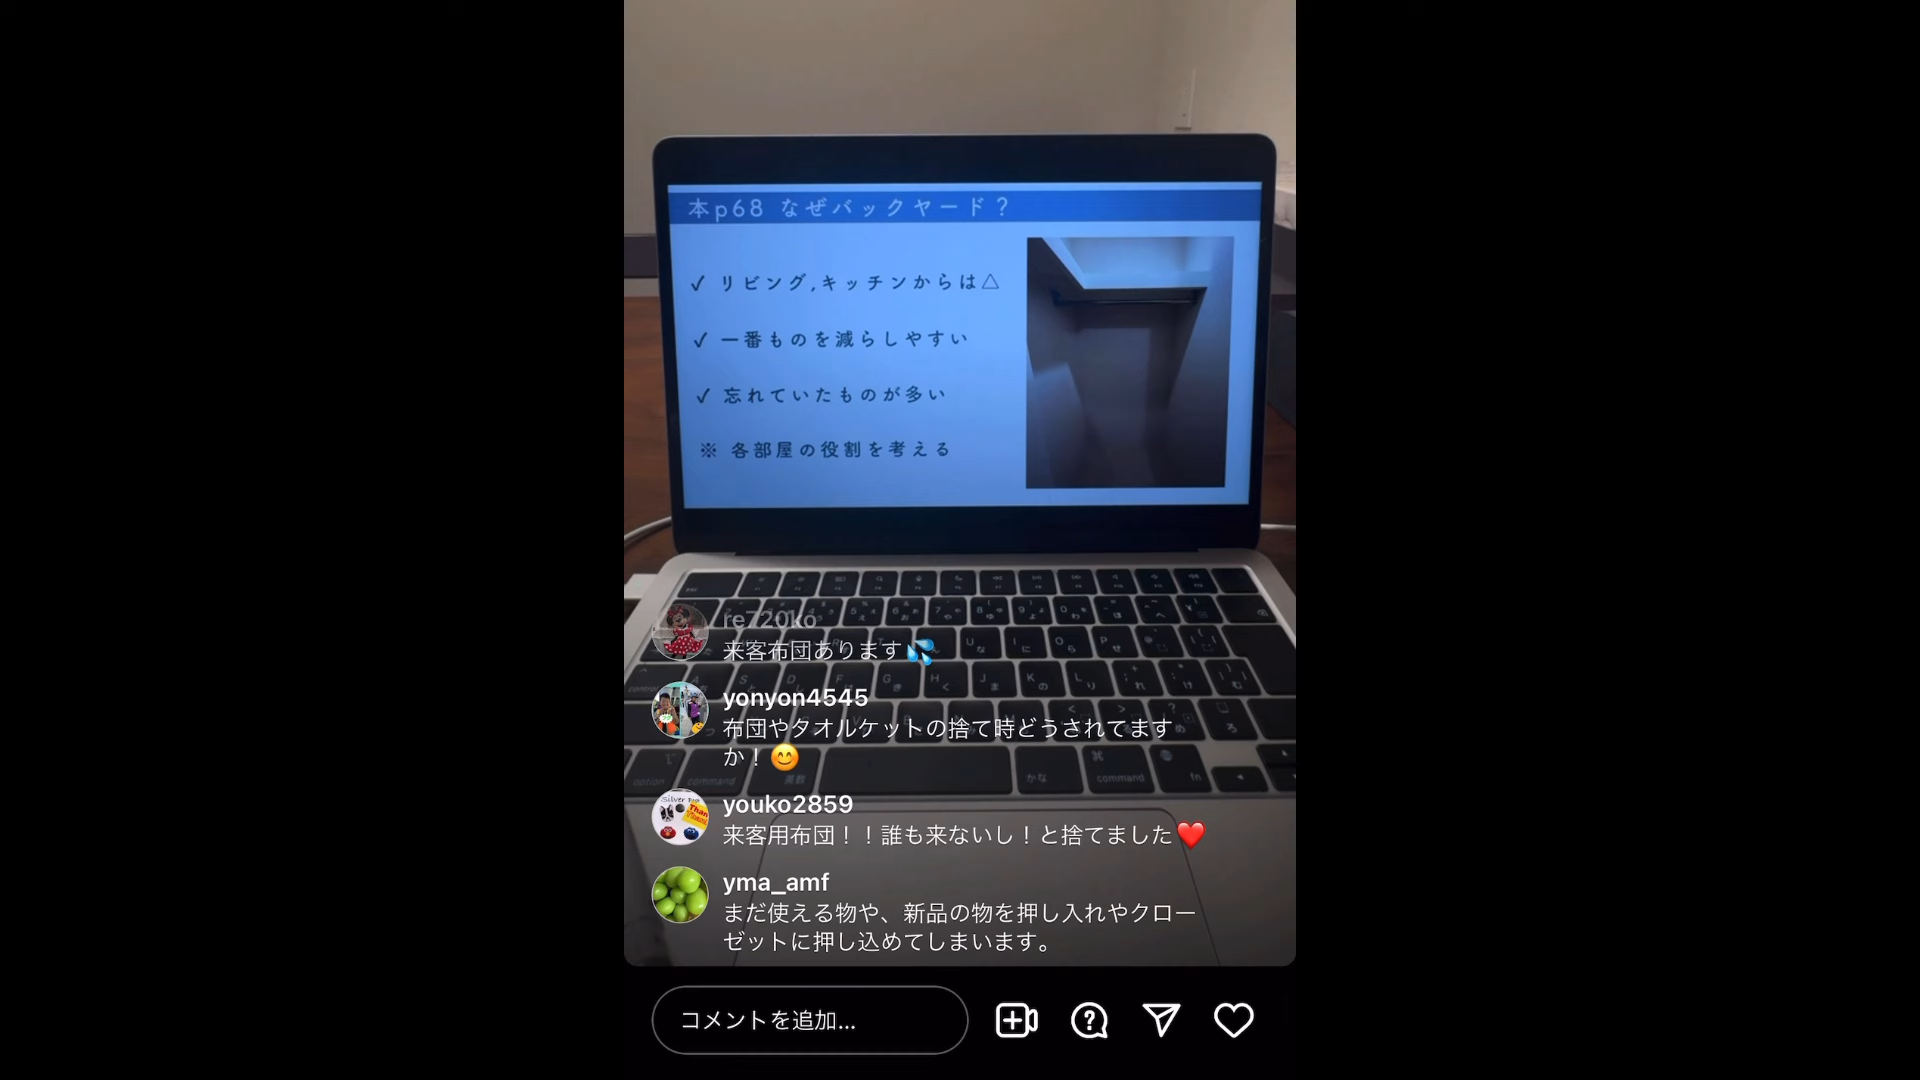 本p68 なぜバックヤード？
✓ リビング,キッチンからは△
✓ 一番ものを減らしやすい
✓ 忘れていたものが多い
※ 各部屋の役割を考える
re720ko
来客布団あります💦
yonyon4545
布団やタオルケットの捨て時どうされてます
か！😊
youko2859
来客用布団！！誰も来ないし！と捨てました❤️
yma_amf
まだ使える物や、新品の物を押し入れやクロー
ゼットに押し込めてしまいます。
コメントを追加...